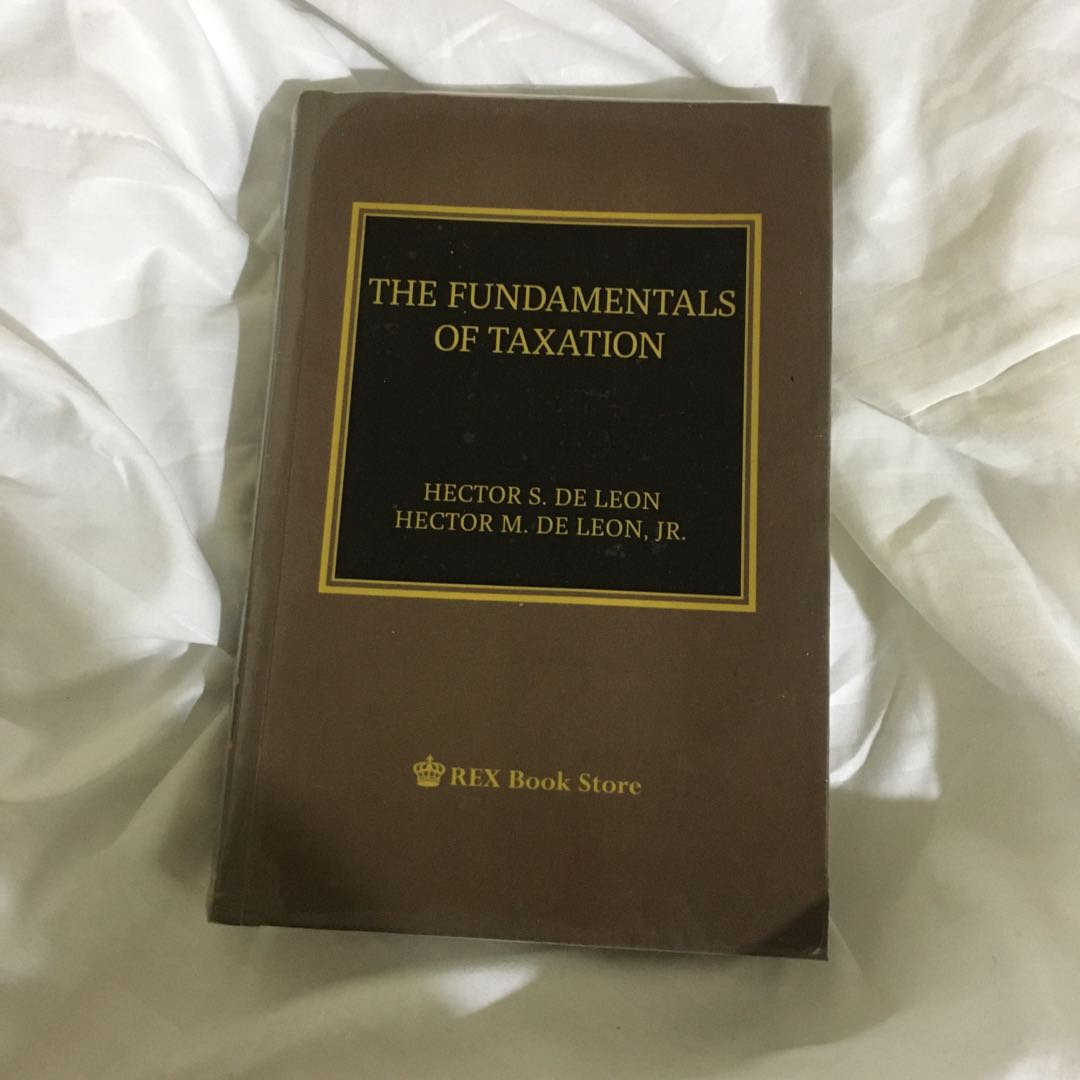 THE FUNDAMENTALS
OF TAXATION
HECTOR S. DE LEON
HECTOR M. DE LEON, JR.
REX Book Store